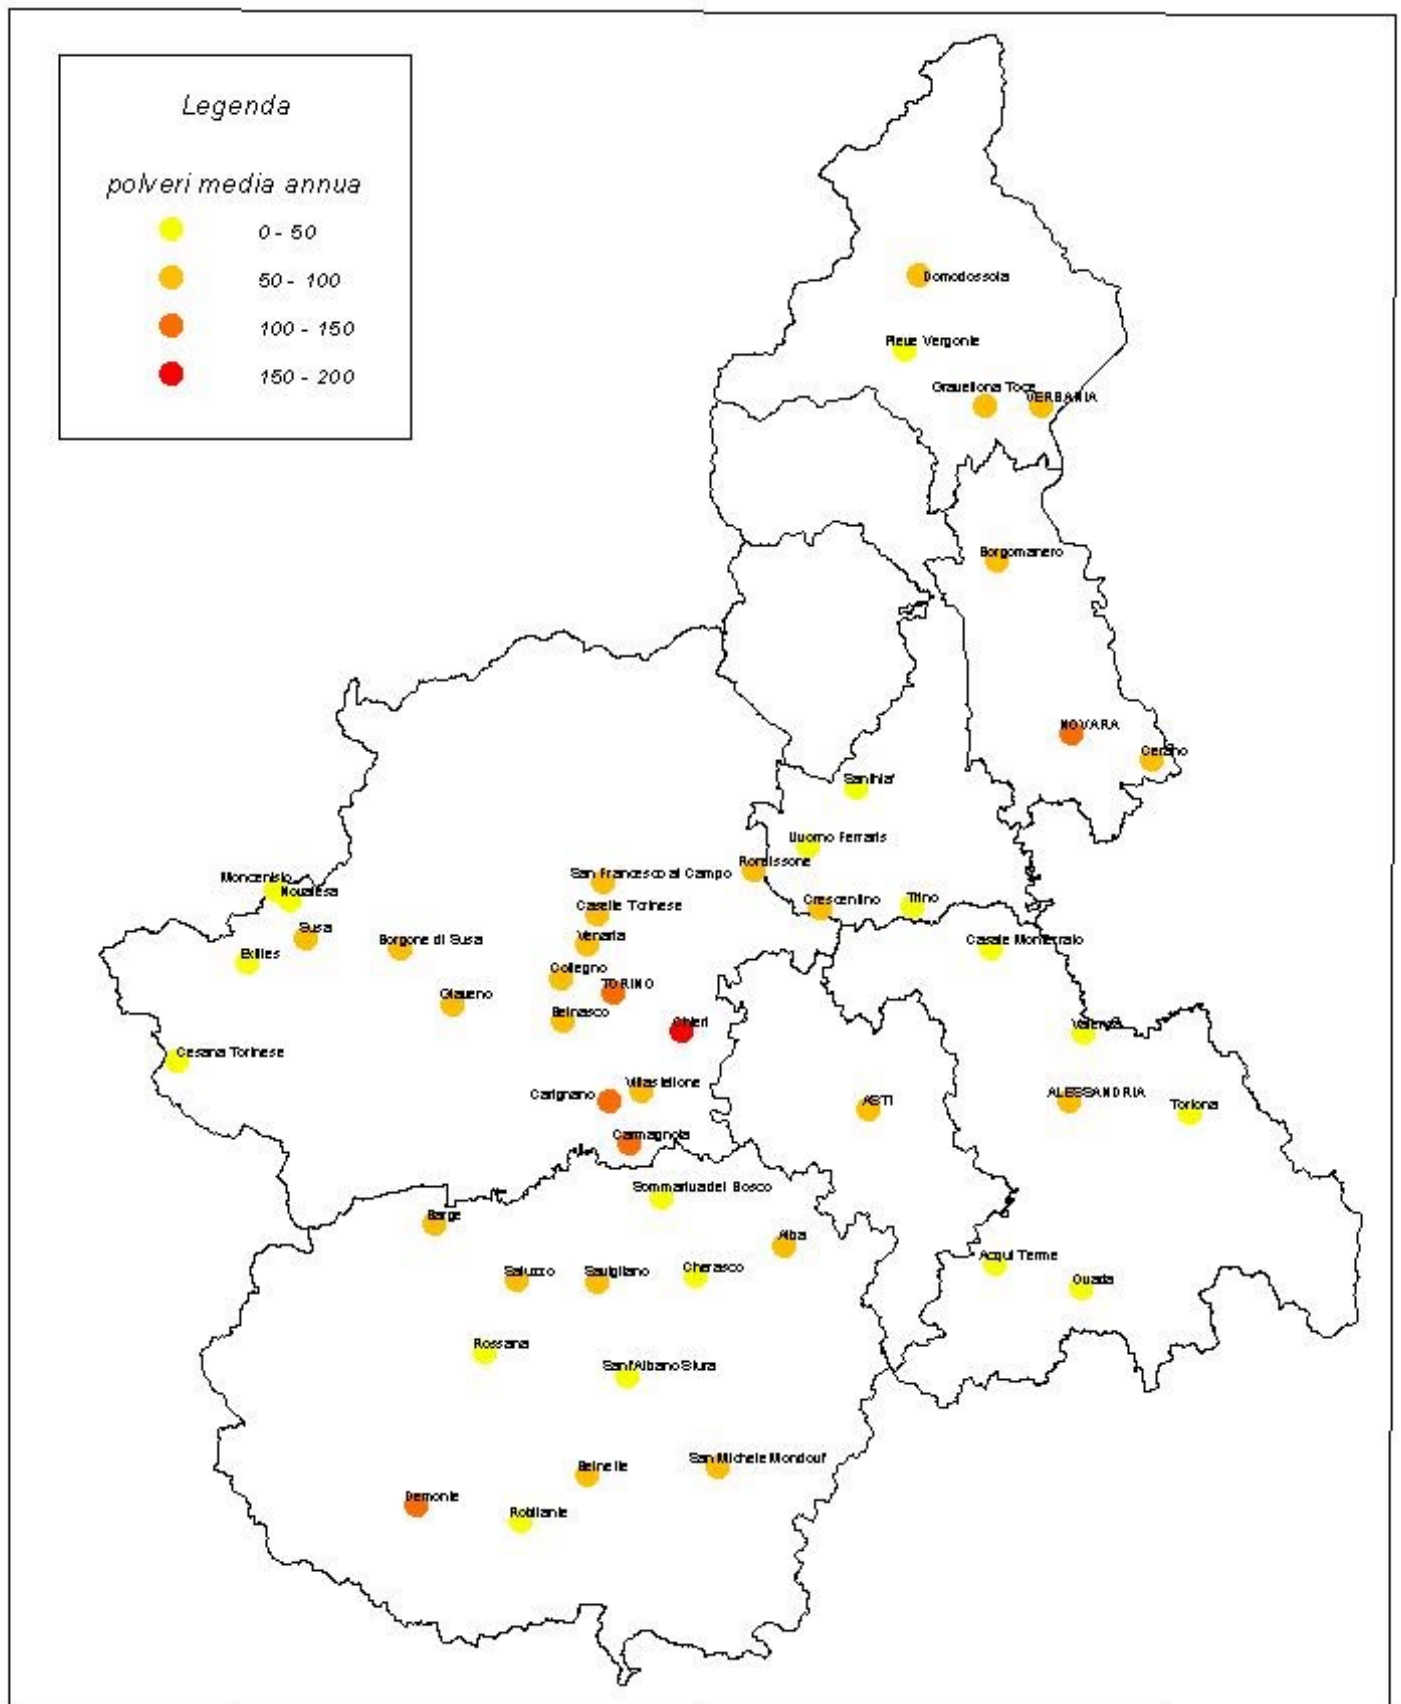 Legenda
polveri media annua
0 - 50
50 - 100
100 - 150
150 - 200
Domodossola
Pieve Vergonte
Gravellona Toce
VERBANIA
Borgomanero
NOVARA
Cerano
Santhia'
Livorno Ferraris
Rondissone
San Francesco al Campo
Moncenisio
Novalesa
Caselle Torinese
Crescentino
Trino
Susa
Borgone di Susa
Venaria
Casale Monferrato
Exilles
Collegno
TORINO
Giaveno
Beinasco
Chieri
Valenza
Cesana Torinese
Villastellone
Carignano
ASTI
ALESSANDRIA
Tortona
Carmagnola
Sommariva del Bosco
Barge
Alba
Saluzzo
Savigliano
Cherasco
Acqui Terme
Ovada
Rossana
Sant'Albano Stura
San Michele Mondovi'
Beinette
Demonte
Robilante